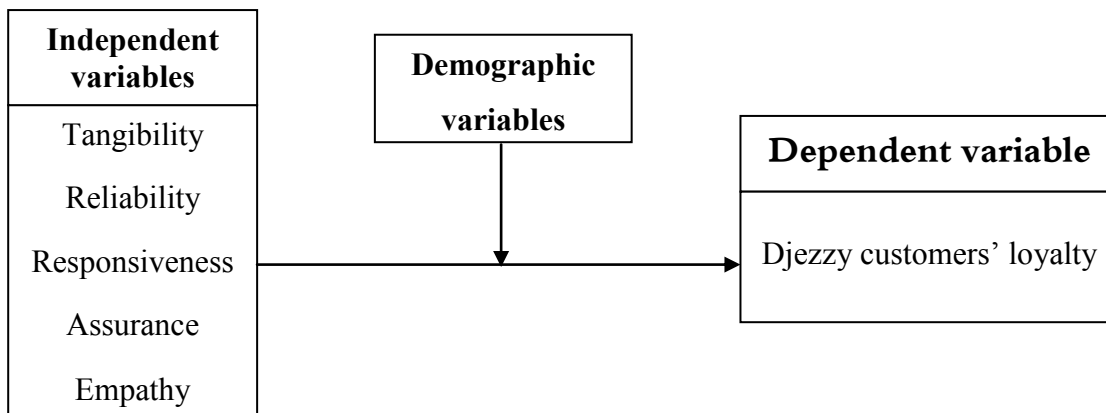 Independent
variables
Tangibility
Reliability
Responsiveness
Assurance
Empathy
Demographic
variables
Dependent variable
Djezzy customers’ loyalty